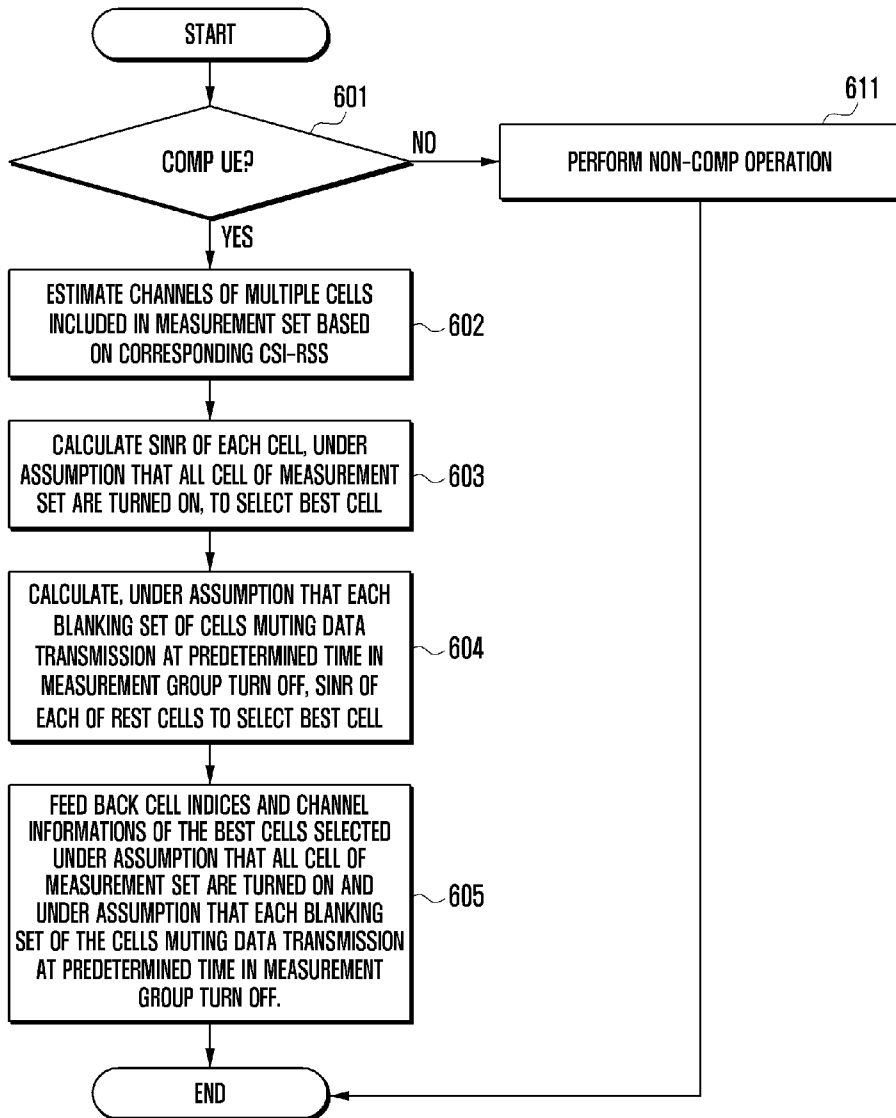 START
601
COMP UE?
NO
611
PERFORM NON-COMP OPERATION
YES
ESTIMATE CHANNELS OF MULTIPLE CELLS
INCLUDED IN MEASUREMENT SET BASED
ON CORRESPONDING CSI-RSS
602
CALCULATE SINR OF EACH CELL, UNDER
ASSUMPTION THAT ALL CELL OF MEASUREMENT
SET ARE TURNED ON, TO SELECT BEST CELL
603
CALCULATE, UNDER ASSUMPTION THAT EACH
BLANKING SET OF CELLS MUTING DATA
TRANSMISSION AT PREDETERMINED TIME IN
MEASUREMENT GROUP TURN OFF, SINR OF
EACH OF REST CELLS TO SELECT BEST CELL
604
FEED BACK CELL INDICES AND CHANNEL
INFORMATIONS OF THE BEST CELLS SELECTED
UNDER ASSUMPTION THAT ALL CELL OF
MEASUREMENT SET ARE TURNED ON AND
UNDER ASSUMPTION THAT EACH BLANKING
SET OF THE CELLS MUTING DATA TRANSMISSION
AT PREDETERMINED TIME IN MEASUREMENT
GROUP TURN OFF.
605
END